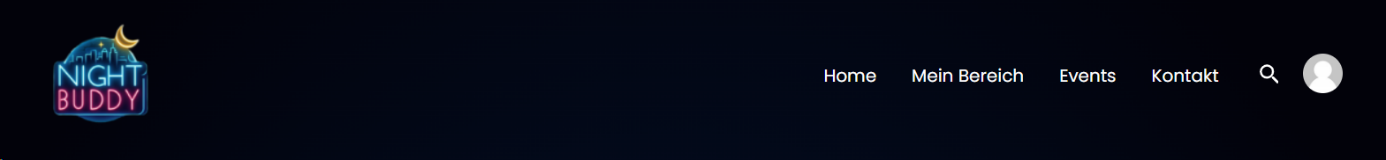 NIGHT
BUDDY
Home Mein Bereich Events Kontakt